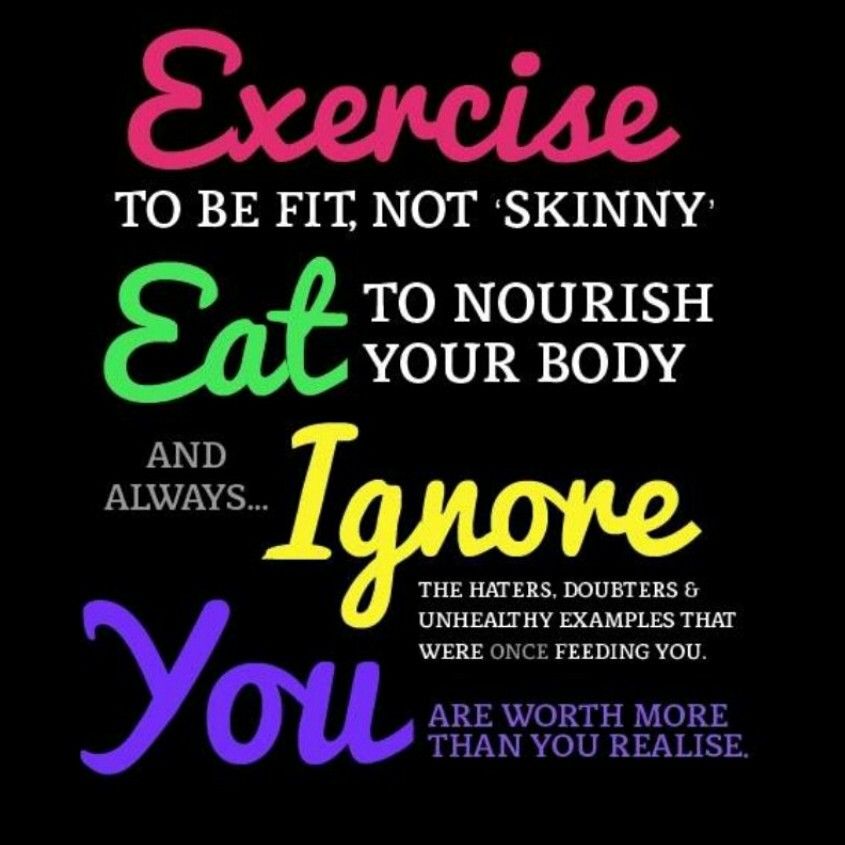 Exercise
TO BE FIT, NOT ‘SKINNY’
Eat
TO NOURISH
YOUR BODY
AND
ALWAYS...
Ignore
THE HATERS, DOUBTERS &
UNHEALTHY EXAMPLES THAT
WERE ONCE FEEDING YOU.
You
ARE WORTH MORE
THAN YOU REALISE.